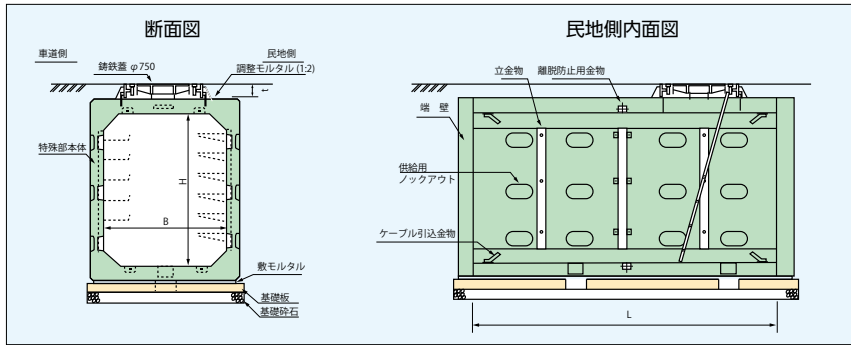 断面図
車道側
民地側
鋳鉄蓋 φ750
調整モルタル (1:2)
t
特殊部本体
H
B
敷モルタル
基礎板
基礎砕石
民地側内面図
立金物
離脱防止用金物
端 壁
供給用
ノックアウト
ケーブル引込金物
L